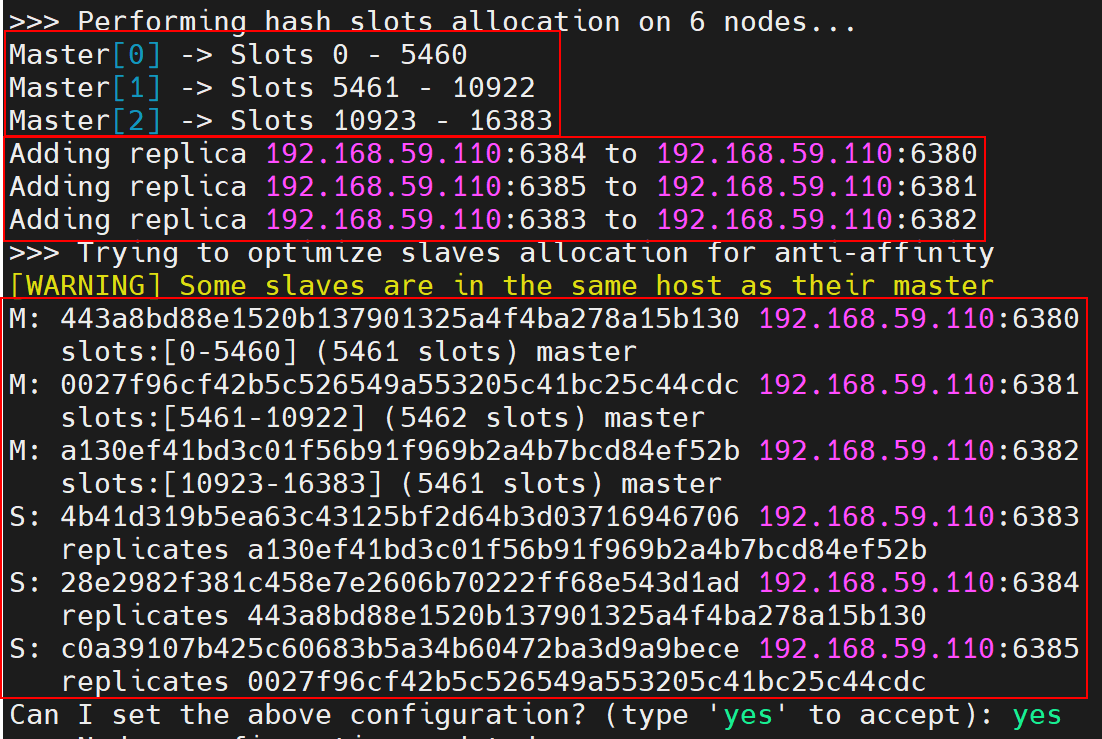 >>> Performing hash slots allocation on 6 nodes...
Master[0] -> Slots 0 - 5460
Master[1] -> Slots 5461 - 10922
Master[2] -> Slots 10923 - 16383
Adding replica 192.168.59.110:6384 to 192.168.59.110:6380
Adding replica 192.168.59.110:6385 to 192.168.59.110:6381
Adding replica 192.168.59.110:6383 to 192.168.59.110:6382
>>> Trying to optimize slaves allocation for anti-affinity
[WARNING] Some slaves are in the same host as their master
M: 443a8bd88e1520b137901325a4f4ba278a15b130 192.168.59.110:6380
slots:[0-5460] (5461 slots) master
M: 0027f96cf42b5c526549a553205c41bc25c44cdc 192.168.59.110:6381
slots:[5461-10922] (5462 slots) master
M: a130ef41bd3c01f56b91f969b2a4b7bcd84ef52b 192.168.59.110:6382
slots:[10923-16383] (5461 slots) master
S: 4b41d319b5ea63c43125bf2d64b3d03716946706 192.168.59.110:6383
replicates a130ef41bd3c01f56b91f969b2a4b7bcd84ef52b
S: 28e2982f381c458e7e2606b70222ff68e543d1ad 192.168.59.110:6384
replicates 443a8bd88e1520b137901325a4f4ba278a15b130
S: c0a39107b425c60683b5a34b60472ba3d9a9bece 192.168.59.110:6385
replicates 0027f96cf42b5c526549a553205c41bc25c44cdc
Can I set the above configuration? (type 'yes' to accept): yes